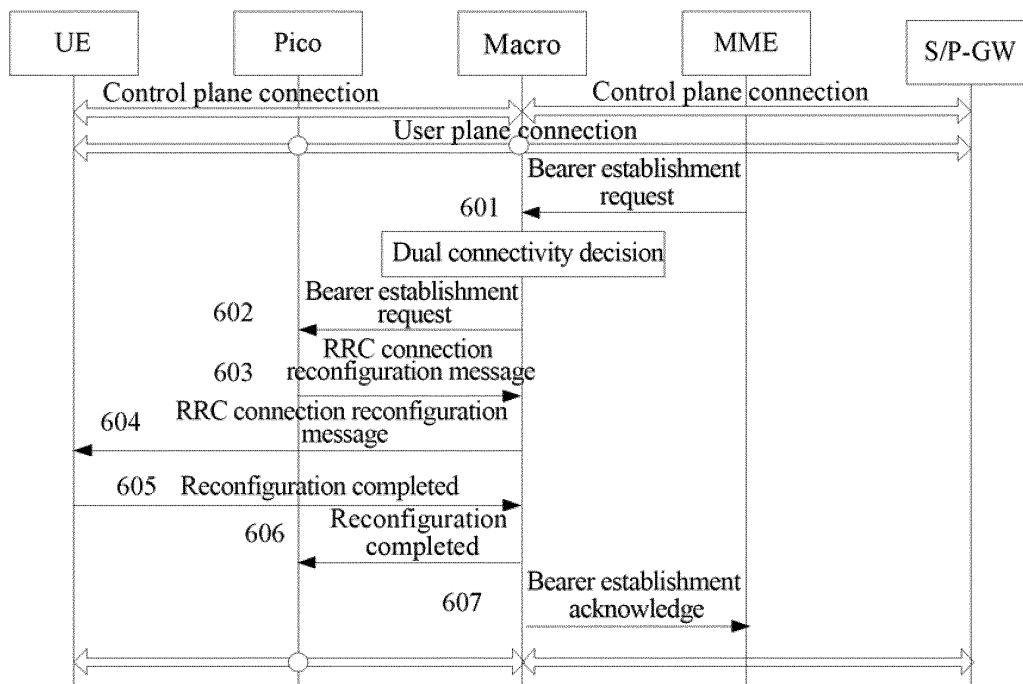 UE
Pico
Macro
MME
S/P-GW
Control plane connection
Control plane connection
User plane connection
Bearer establishment
request
601
Dual connectivity decision
Bearer establishment
request
602
RRC connection
reconfiguration message
603
RRC connection reconfiguration
message
604
605
Reconfiguration completed
Reconfiguration
completed
606
Bearer establishment
acknowledge
607